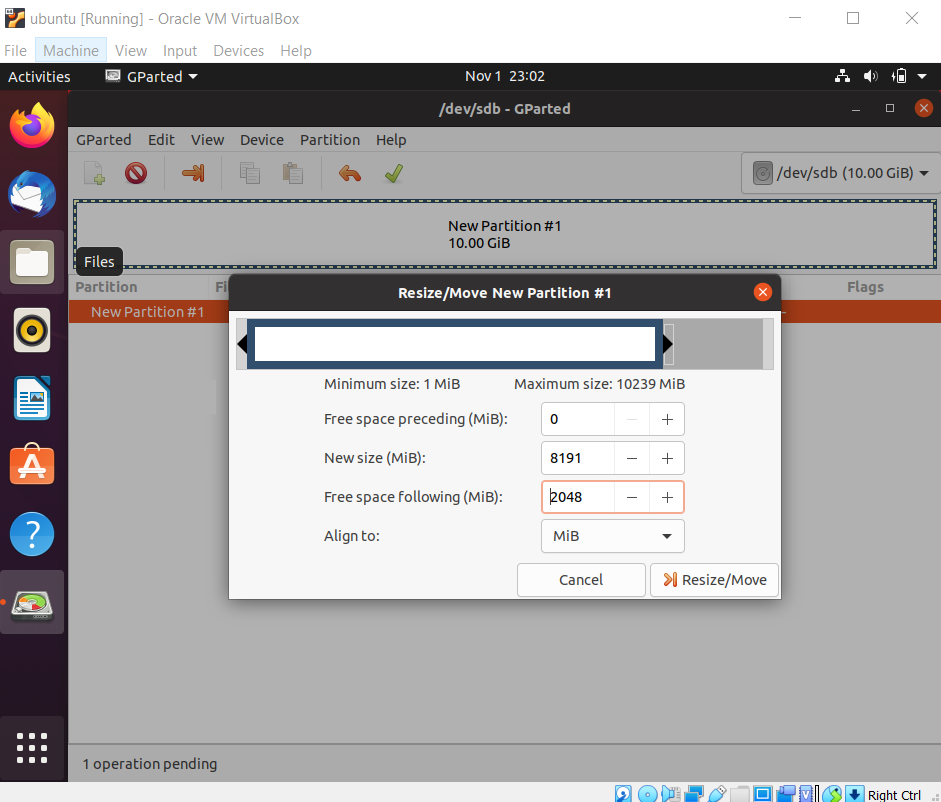 ubuntu [Running] - Oracle VM VirtualBox
File Machine View Input Devices Help
Activities GParted Nov 1 23:02
/dev/sdb - GParted
GParted Edit View Device Partition Help
/dev/sdb (10.00 GiB)
New Partition #1
10.00 GiB
Files
Partition Flags
New Partition #1
Resize/Move New Partition #1
Minimum size: 1 MiB Maximum size: 10239 MiB
Free space preceding (MiB): 0
New size (MiB): 8191
Free space following (MiB): 2048
Align to: MiB
Cancel Resize/Move
1 operation pending
Right Ctrl